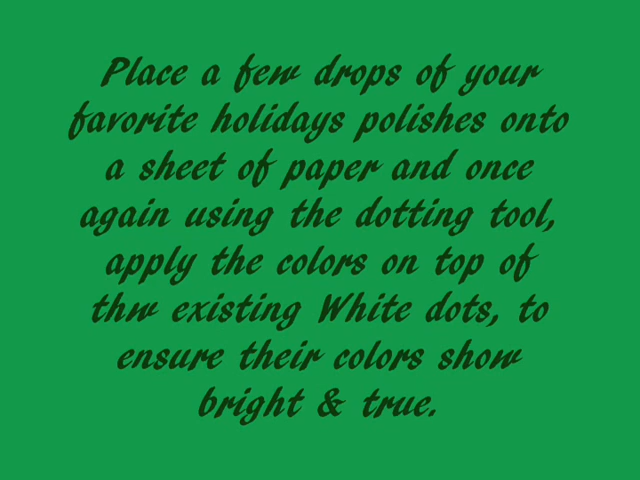 Place a few drops of your
favorite holidays polishes onto
a sheet of paper and once
again using the dotting tool,
apply the colors on top of
thw existing White dots, to
ensure their colors show
bright & true.